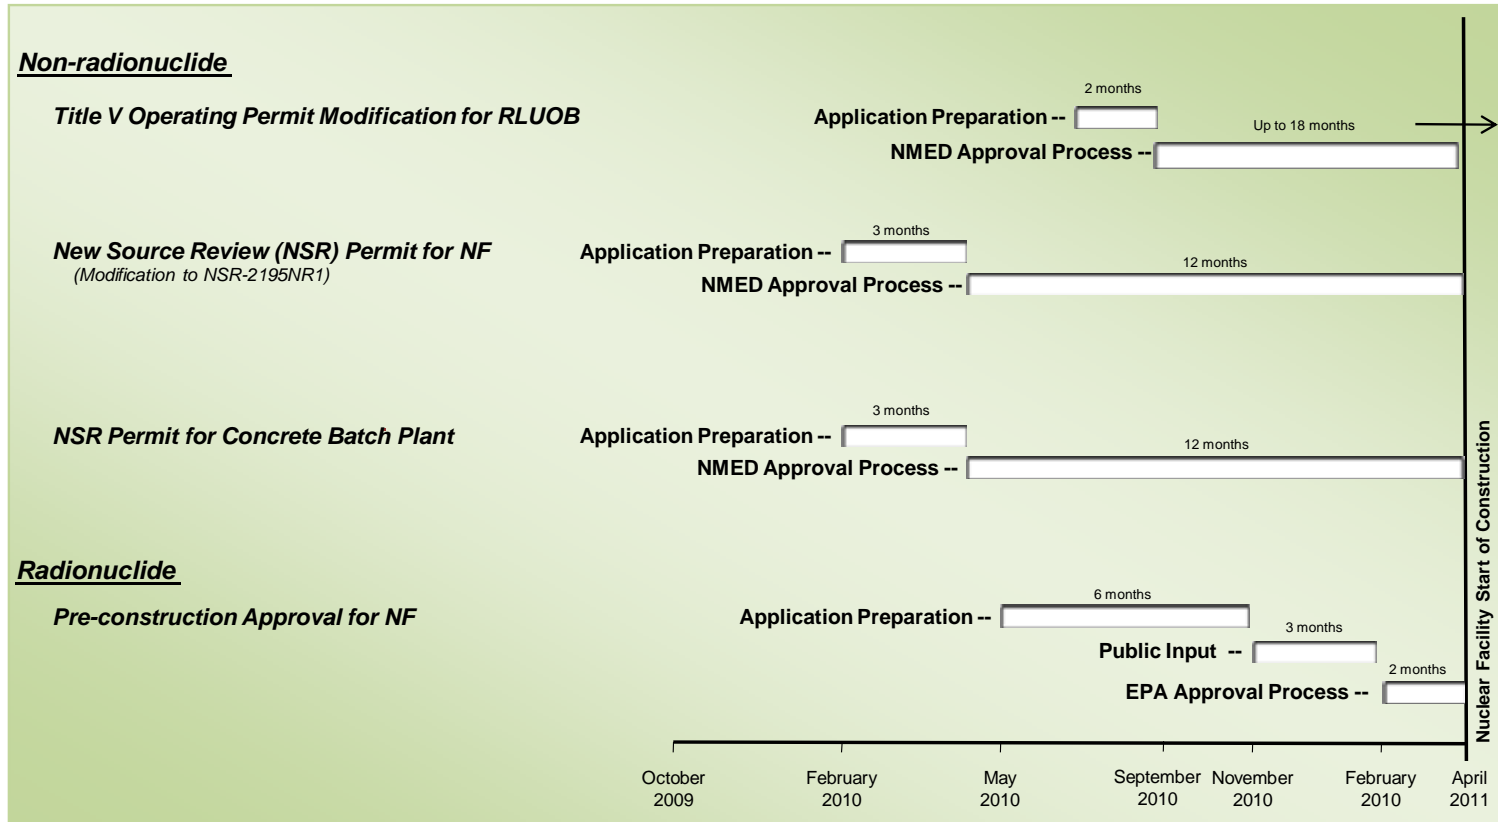 Non-radionuclide
Title V Operating Permit Modification for RLUOB
2 months
Application Preparation --
Up to 18 months
NMED Approval Process --
New Source Review (NSR) Permit for NF
(Modification to NSR-2195NR1)
3 months
Application Preparation --
12 months
NMED Approval Process --
NSR Permit for Concrete Batch Plant
3 months
Application Preparation --
12 months
NMED Approval Process --
Radionuclide
Pre-construction Approval for NF
6 months
Application Preparation --
3 months
Public Input --
2 months
EPA Approval Process --
Nuclear Facility Start of Construction
October
2009
February
2010
May
2010
September
2010
November
2010
February
2010
April
2011